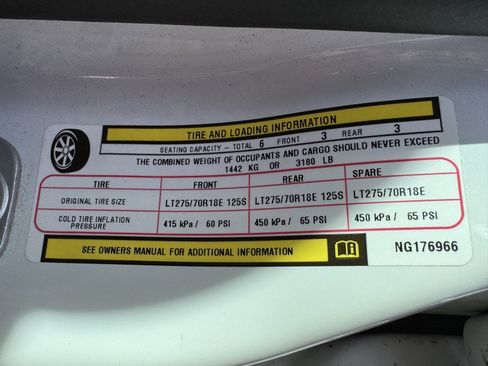 TIRE AND LOADING INFORMATION
SEATING CAPACITY - TOTAL 6 FRONT 3 REAR 3
THE COMBINED WEIGHT OF OCCUPANTS AND CARGO SHOULD NEVER EXCEED
1442 KG OR 3180 LB
TIRE FRONT REAR SPARE
ORIGINAL TIRE SIZE LT275/70R18E 125S LT275/70R18E 125S LT275/70R18E
COLD TIRE INFLATION PRESSURE 415 kPa / 60 PSI 450 kPa / 65 PSI 450 kPa / 65 PSI
SEE OWNERS MANUAL FOR ADDITIONAL INFORMATION NG176966